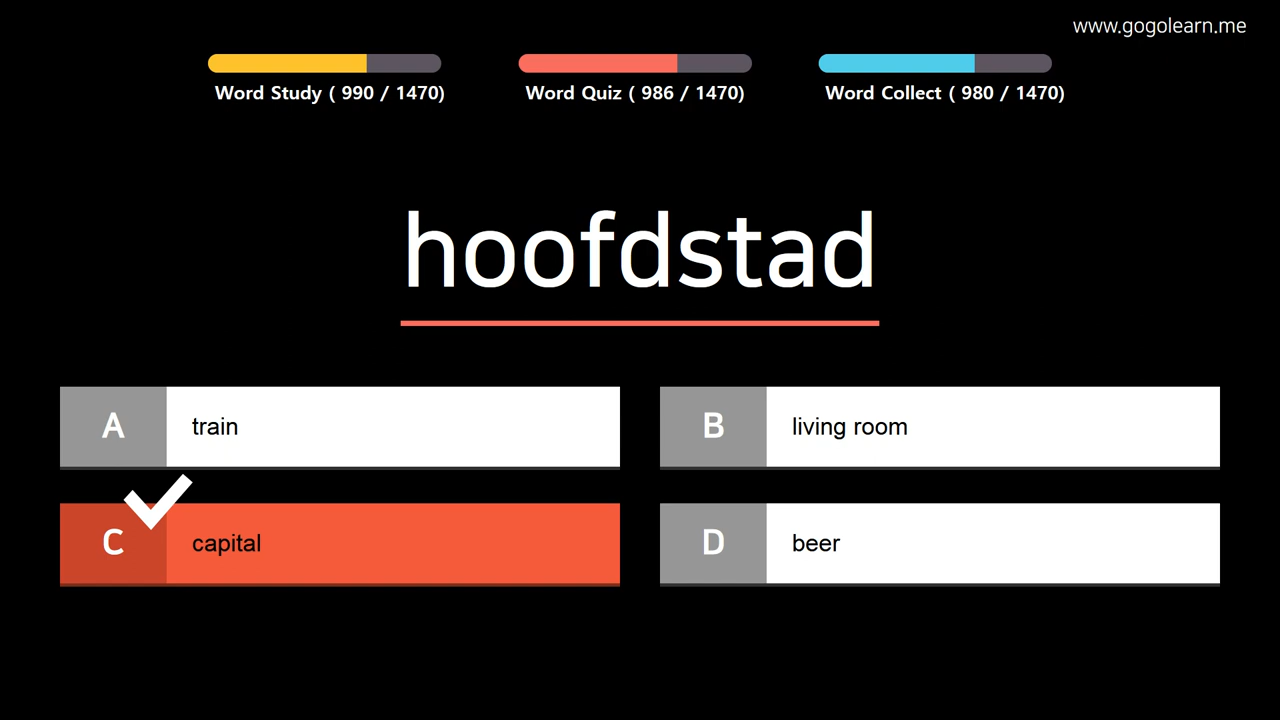 www.gogolearn.me
Word Study ( 990 / 1470)
Word Quiz ( 986 / 1470)
Word Collect ( 980 / 1470)
hoofdstad
A train
B living room
C capital
D beer